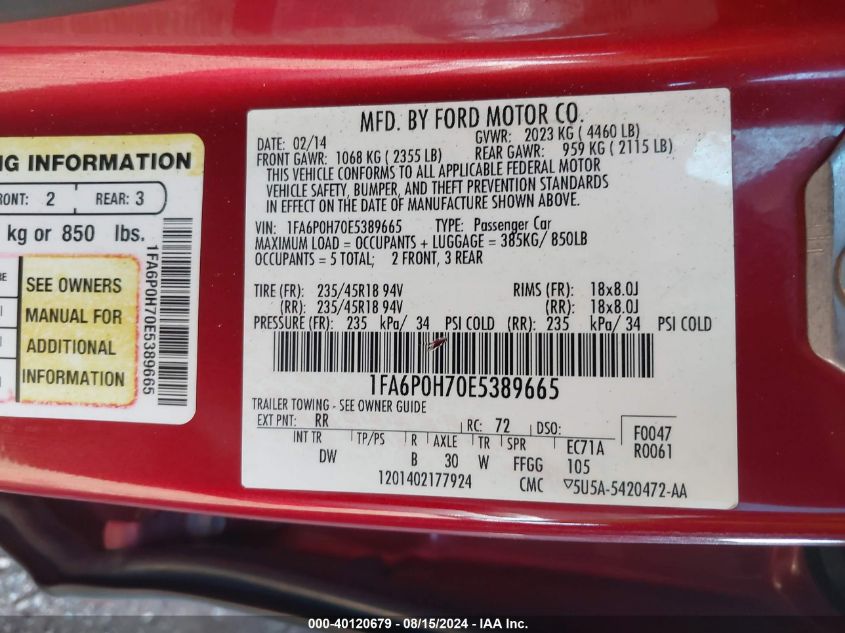 NG INFORMATION
RONT: 2 REAR: 3
kg or 850 lbs.
SEE OWNERS
MANUAL FOR
ADDITIONAL
INFORMATION
1FA6P0H70E5389665
MFD. BY FORD MOTOR CO.
DATE: 02/14 GVWR: 2023 KG ( 4460 LB)
FRONT GAWR: 1068 KG ( 2355 LB) REAR GAWR: 959 KG ( 2115 LB)
THIS VEHICLE CONFORMS TO ALL APPLICABLE FEDERAL MOTOR
VEHICLE SAFETY, BUMPER, AND THEFT PREVENTION STANDARDS
IN EFFECT ON THE DATE OF MANUFACTURE SHOWN ABOVE.
VIN: 1FA6P0H70E5389665 TYPE: Passenger Car
MAXIMUM LOAD = OCCUPANTS + LUGGAGE = 385KG/ 850LB
OCCUPANTS = 5 TOTAL; 2 FRONT, 3 REAR
TIRE (FR): 235/45R18 94V RIMS (FR): 18x8.0J
(RR): 235/45R18 94V (RR): 18x8.0J
PRESSURE (FR): 235 kPa/ 34 PSI COLD (RR): 235 kPa/ 34 PSI COLD
1FA6P0H70E5389665
TRAILER TOWING - SEE OWNER GUIDE
EXT PNT: RR RC: 72 DSO: F0047
INT TR TP/PS R AXLE TR SPR EC71A R0061
DW B 30 W FFGG 105
1201402177924 CMC 5U5A-5420472-AA
000-40120679 - 08/15/2024 - IAA Inc.